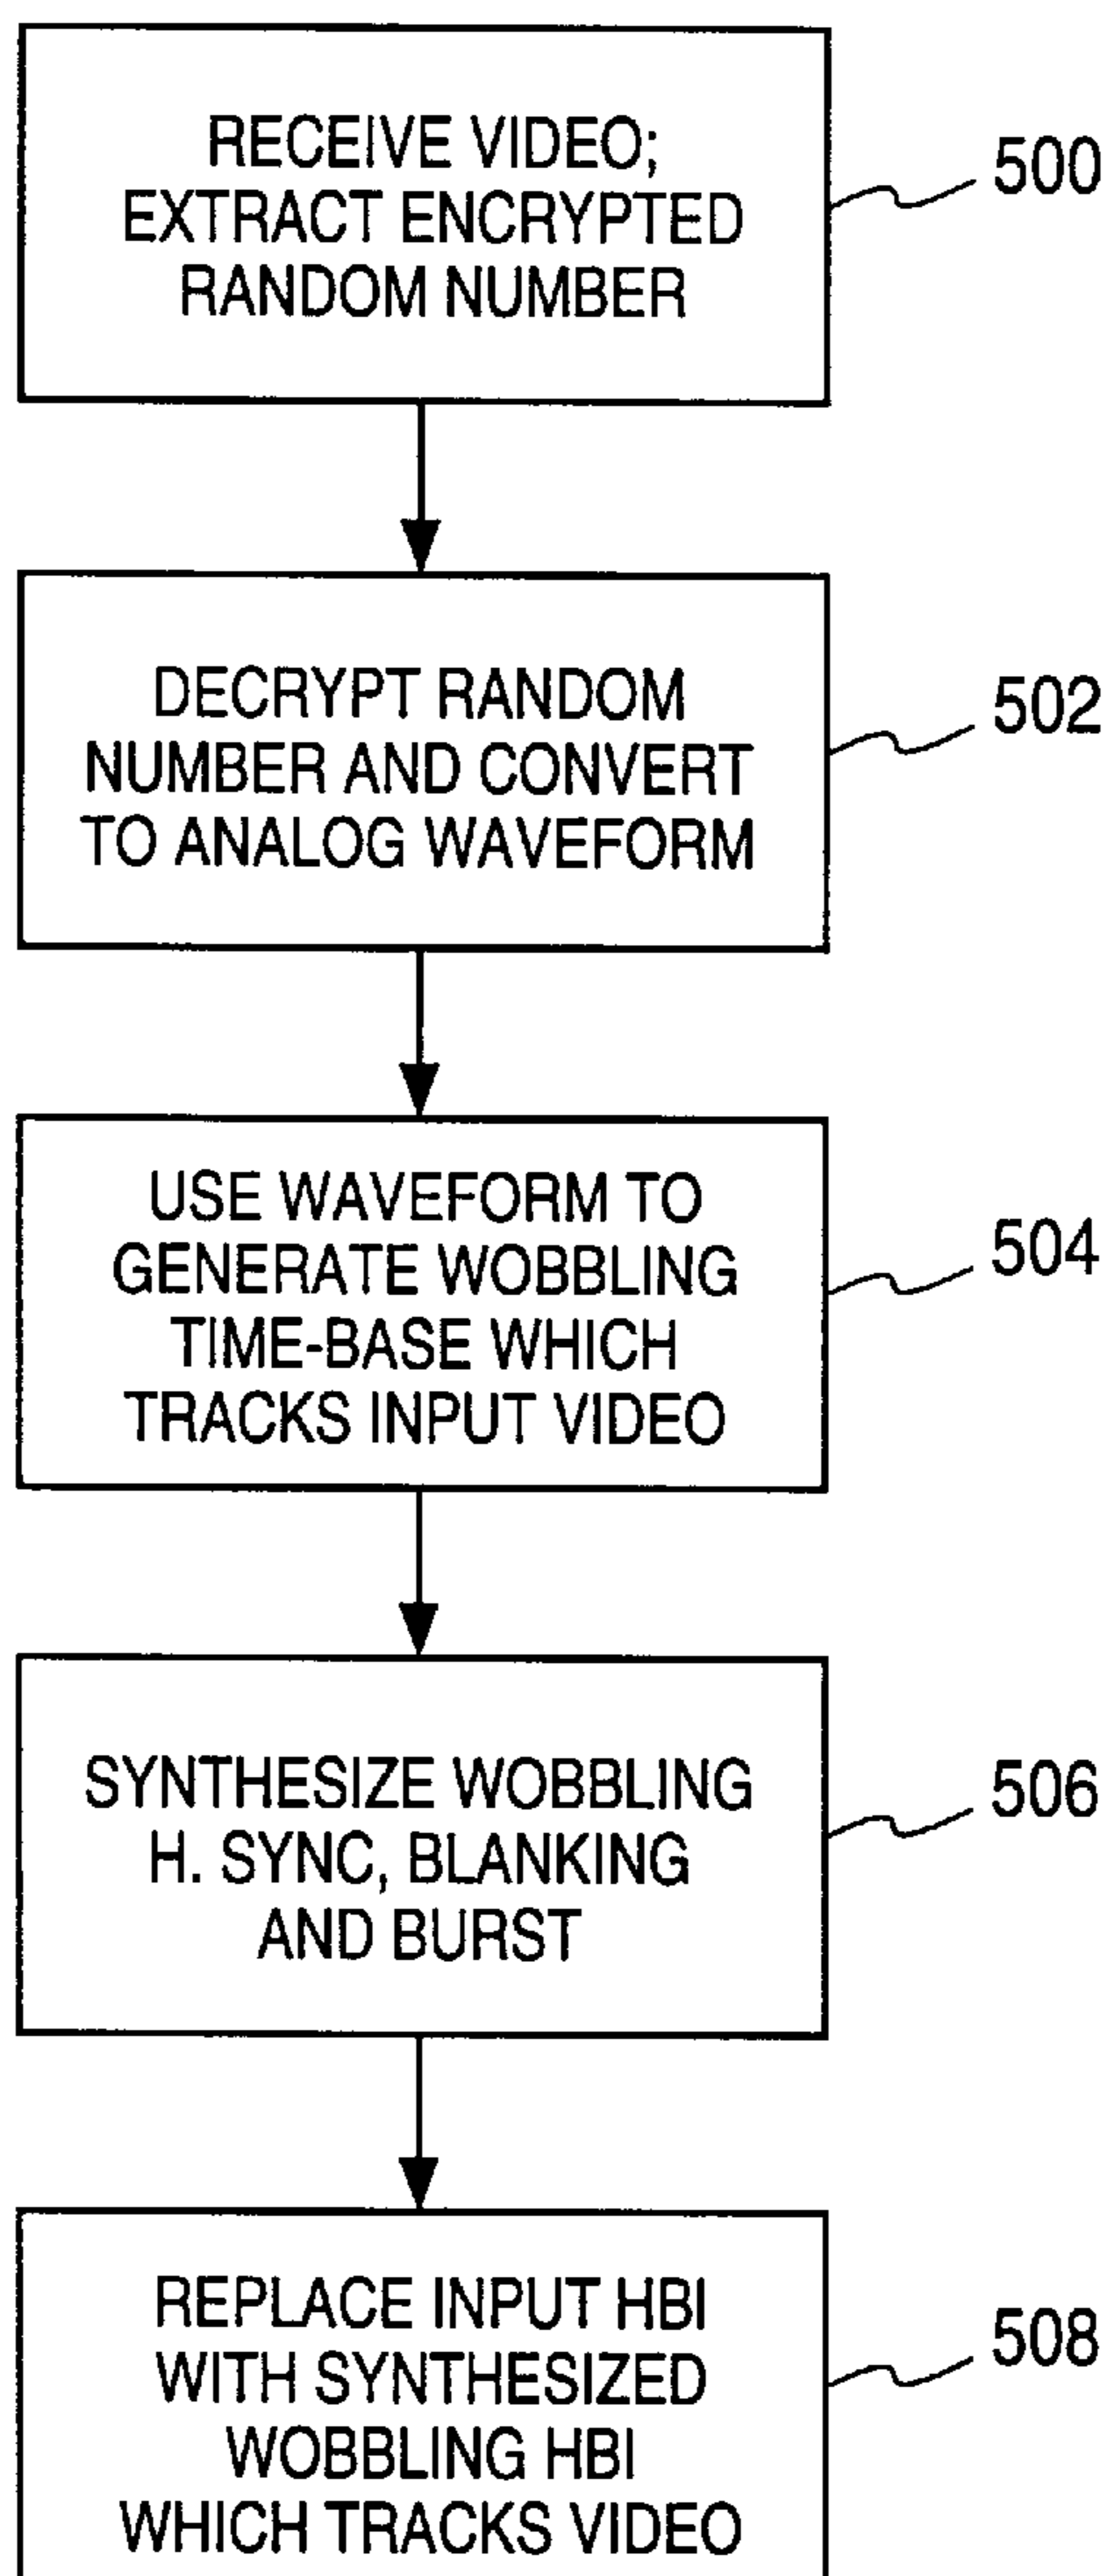 RECEIVE VIDEO;
EXTRACT ENCRYPTED
RANDOM NUMBER
500
DECRYPT RANDOM
NUMBER AND CONVERT
TO ANALOG WAVEFORM
502
USE WAVEFORM TO
GENERATE WOBBLING
TIME-BASE WHICH
TRACKS INPUT VIDEO
504
SYNTHESIZE WOBBLING
H. SYNC, BLANKING
AND BURST
506
REPLACE INPUT HBI
WITH SYNTHESIZED
WOBBLING HBI
WHICH TRACKS VIDEO
508